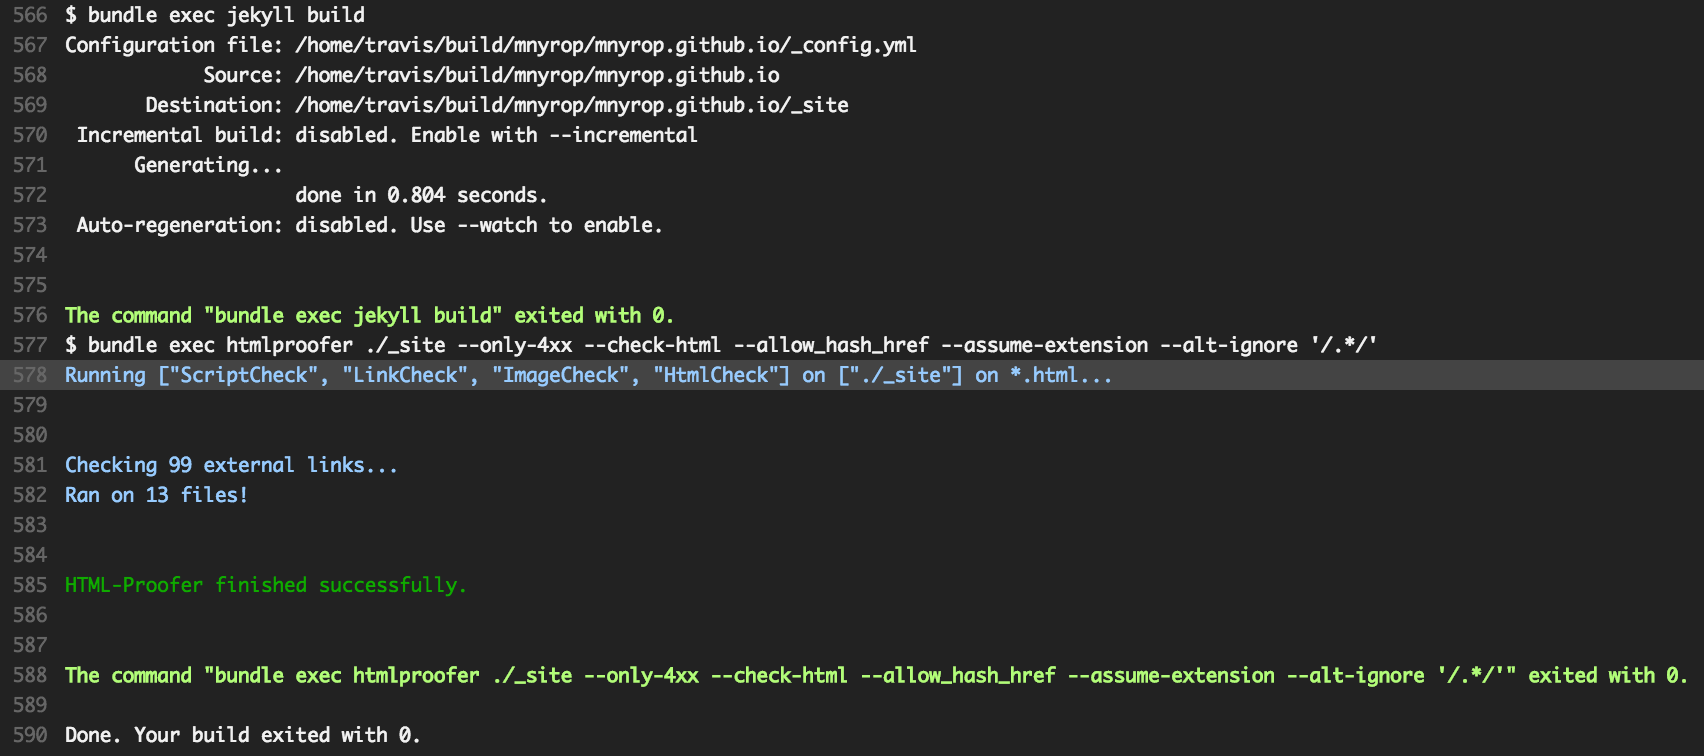 566 $ bundle exec jekyll build
567 Configuration file: /home/travis/build/mnyrop/mnyrop.github.io/_config.yml
568 Source: /home/travis/build/mnyrop/mnyrop.github.io
569 Destination: /home/travis/build/mnyrop/mnyrop.github.io/_site
570 Incremental build: disabled. Enable with --incremental
571 Generating...
572 done in 0.804 seconds.
573 Auto-regeneration: disabled. Use --watch to enable.
574
575
576 The command "bundle exec jekyll build" exited with 0.
577 $ bundle exec htmlproofer ./_site --only-4xx --check-html --allow_hash_href --assume-extension --alt-ignore '/.*/'
578 Running ["ScriptCheck", "LinkCheck", "ImageCheck", "HtmlCheck"] on ["./_site"] on *.html...
579
580
581 Checking 99 external links...
582 Ran on 13 files!
583
584
585 HTML-Proofer finished successfully.
586
587
588 The command "bundle exec htmlproofer ./_site --only-4xx --check-html --allow_hash_href --assume-extension --alt-ignore '/.*/'" exited with 0.
589
590 Done. Your build exited with 0.